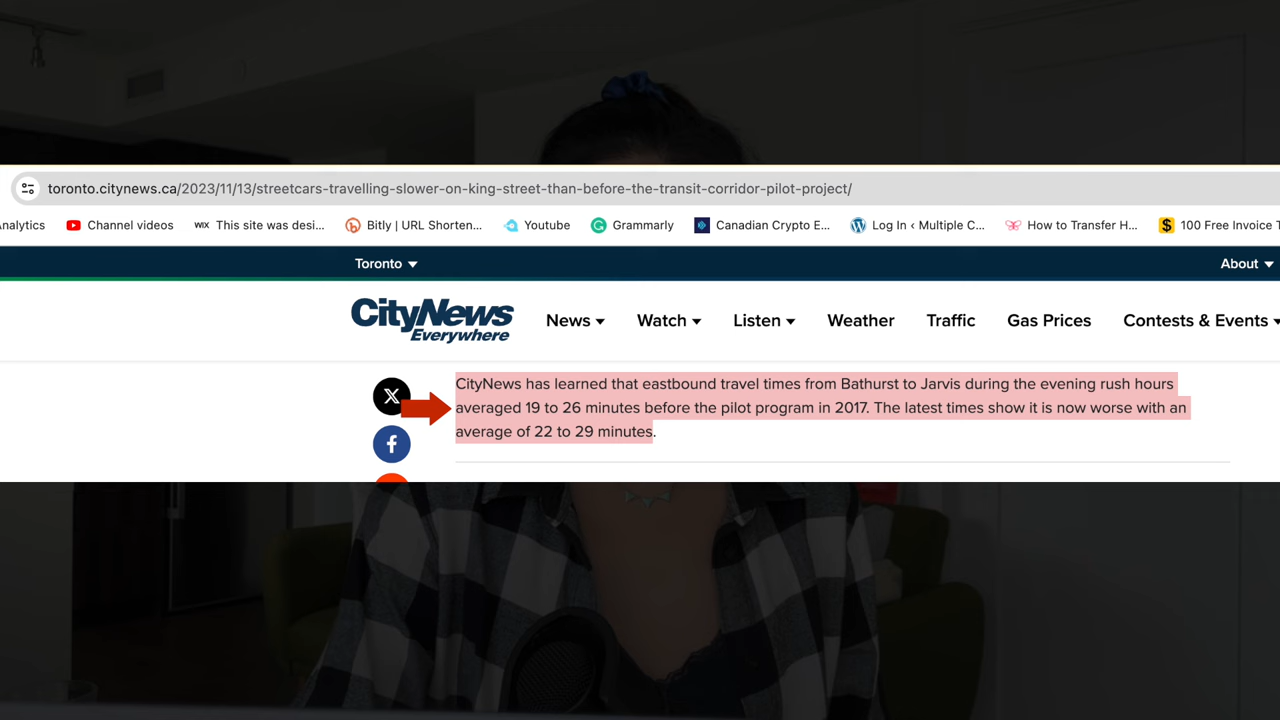 toronto.citynews.ca/2023/11/13/streetcars-travelling-slower-on-king-street-than-before-the-transit-corridor-pilot-project/
Analytics Channel videos WIX This site was desi... Bitly | URL Shorten... Youtube Grammarly Canadian Crypto E... Log In ‹ Multiple C... How to Transfer H... $ 100 Free Invoice T
Toronto About
CityNews
Everywhere
News Watch Listen Weather Traffic Gas Prices Contests & Events
CityNews has learned that eastbound travel times from Bathurst to Jarvis during the evening rush hours
averaged 19 to 26 minutes before the pilot program in 2017. The latest times show it is now worse with an
average of 22 to 29 minutes.